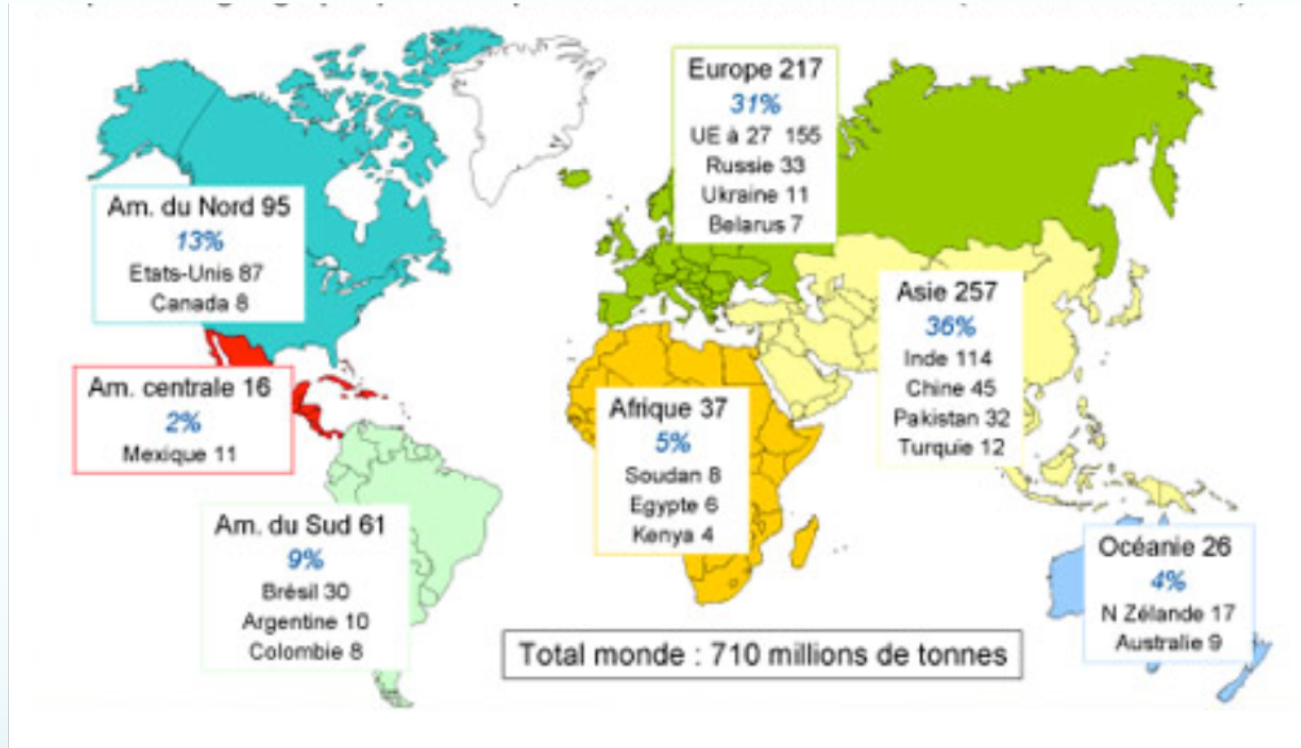 Europe 217
31%
UE à 27 155
Russie 33
Ukraine 11
Belarus 7
Am. du Nord 95
13%
Etats-Unis 87
Canada 8
Asie 257
36%
Inde 114
Chine 45
Pakistan 32
Turquie 12
Am. centrale 16
2%
Mexique 11
Afrique 37
5%
Soudan 8
Egypte 6
Kenya 4
Am. du Sud 61
9%
Brésil 30
Argentine 10
Colombie 8
Océanie 26
4%
N Zélande 17
Australie 9
Total monde : 710 millions de tonnes